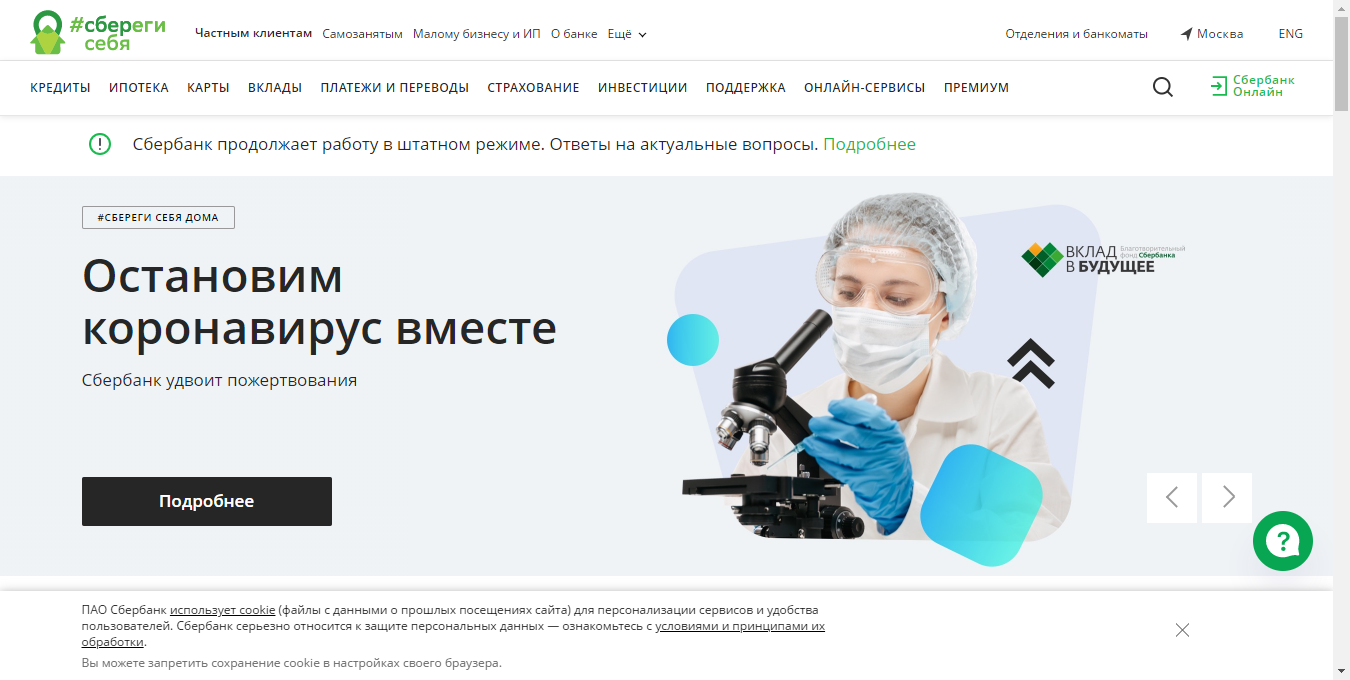 #сбереги
себя
Частным клиентам Самозанятым Малому бизнесу и ИП О банке Ещё
Отделения и банкоматы Москва ENG
КРЕДИТЫ ИПОТЕКА КАРТЫ ВКЛАДЫ ПЛАТЕЖИ И ПЕРЕВОДЫ СТРАХОВАНИЕ ИНВЕСТИЦИИ ПОДДЕРЖКА ОНЛАЙН-СЕРВИСЫ ПРЕМИУМ
Сбербанк
Онлайн
Сбербанк продолжает работу в штатном режиме. Ответы на актуальные вопросы. Подробнее
#СБЕРЕГИ СЕБЯ ДОМА
Остановим
коронавирус вместе
Сбербанк удвоит пожертвования
Подробнее
ВКЛАД
В БУДУЩЕЕ
Благотворительный
фонд Сбербанка
ПАО Сбербанк использует cookie (файлы с данными о прошлых посещениях сайта) для персонализации сервисов и удобства
пользователей. Сбербанк серьезно относится к защите персональных данных — ознакомьтесь с условиями и принципами их
обработки.
Вы можете запретить сохранение cookie в настройках своего браузера.